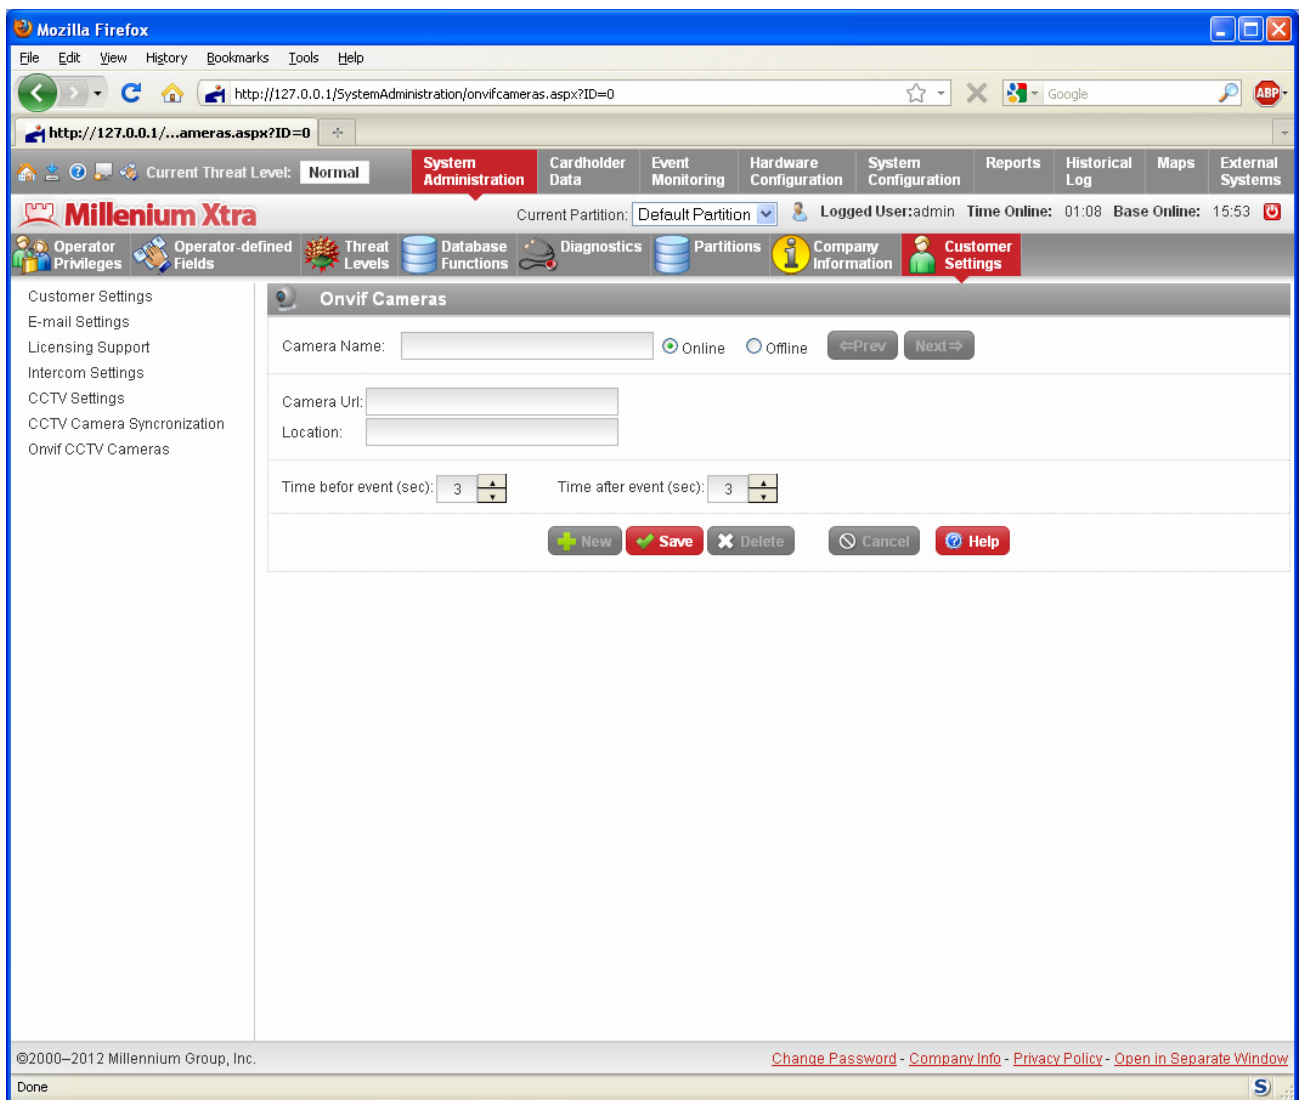 Mozilla Firefox
File Edit View History Bookmarks Tools Help
http://127.0.0.1/SystemAdministration/onvifcameras.aspx?ID=0
Google
ABP
http://127.0.0.1/...ameras.aspx?ID=0
Current Threat Level: Normal
System Administration
Cardholder Data
Event Monitoring
Hardware Configuration
System Configuration
Reports
Historical Log
Maps
External Systems
Millenium Xtra
Current Partition: Default Partition
Logged User:admin Time Online: 01:08 Base Online: 15:53
Operator Privileges
Operator-defined Fields
Threat Levels
Database Functions
Diagnostics
Partitions
Company Information
Customer Settings
Customer Settings
E-mail Settings
Licensing Support
Intercom Settings
CCTV Settings
CCTV Camera Syncronization
Onvif CCTV Cameras
Onvif Cameras
Camera Name: Online Offline ⇐Prev Next⇒
Camera Url:
Location:
Time befor event (sec): 3 Time after event (sec): 3
New Save Delete Cancel Help
©2000–2012 Millennium Group, Inc.
Change Password - Company Info - Privacy Policy - Open in Separate Window
Done
S